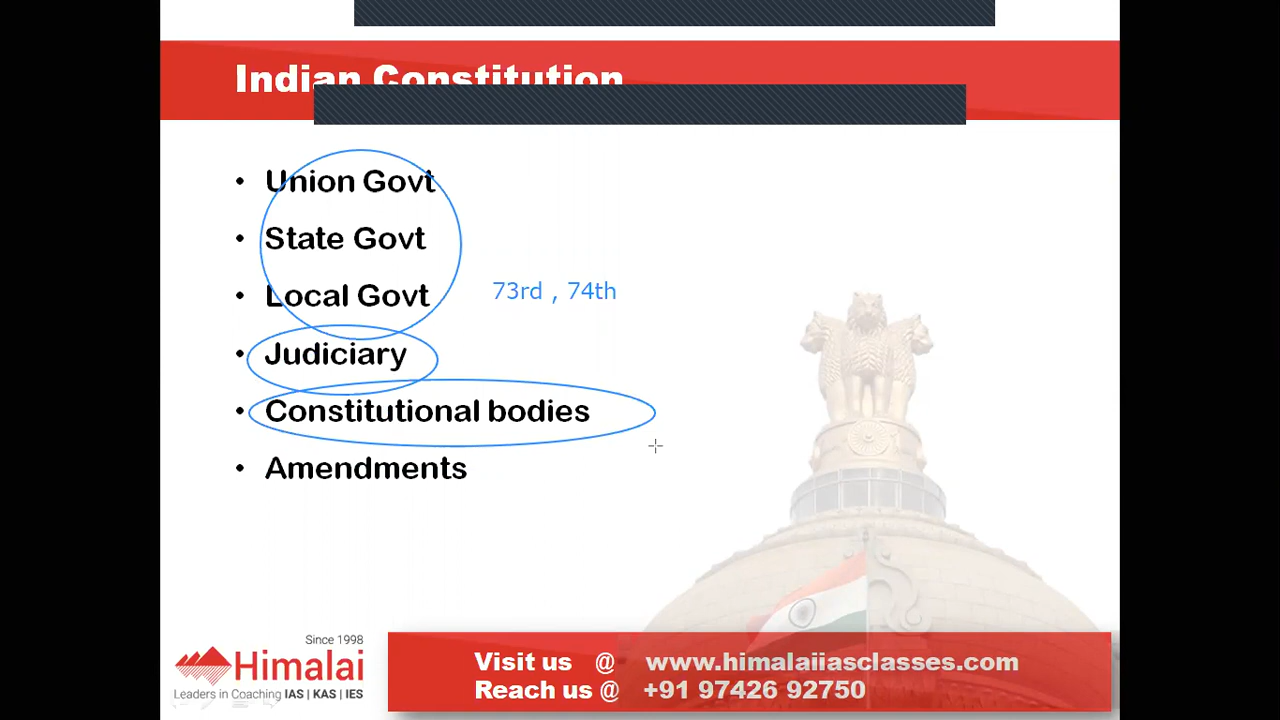 Indian Constitution
• Union Govt
• State Govt
• Local Govt 73rd , 74th
• Judiciary
• Constitutional bodies
• Amendments
Since 1998
Himalai
Leaders in Coaching IAS | KAS | IES
Visit us @ www.himalaiiasclasses.com
Reach us @ +91 97426 92750